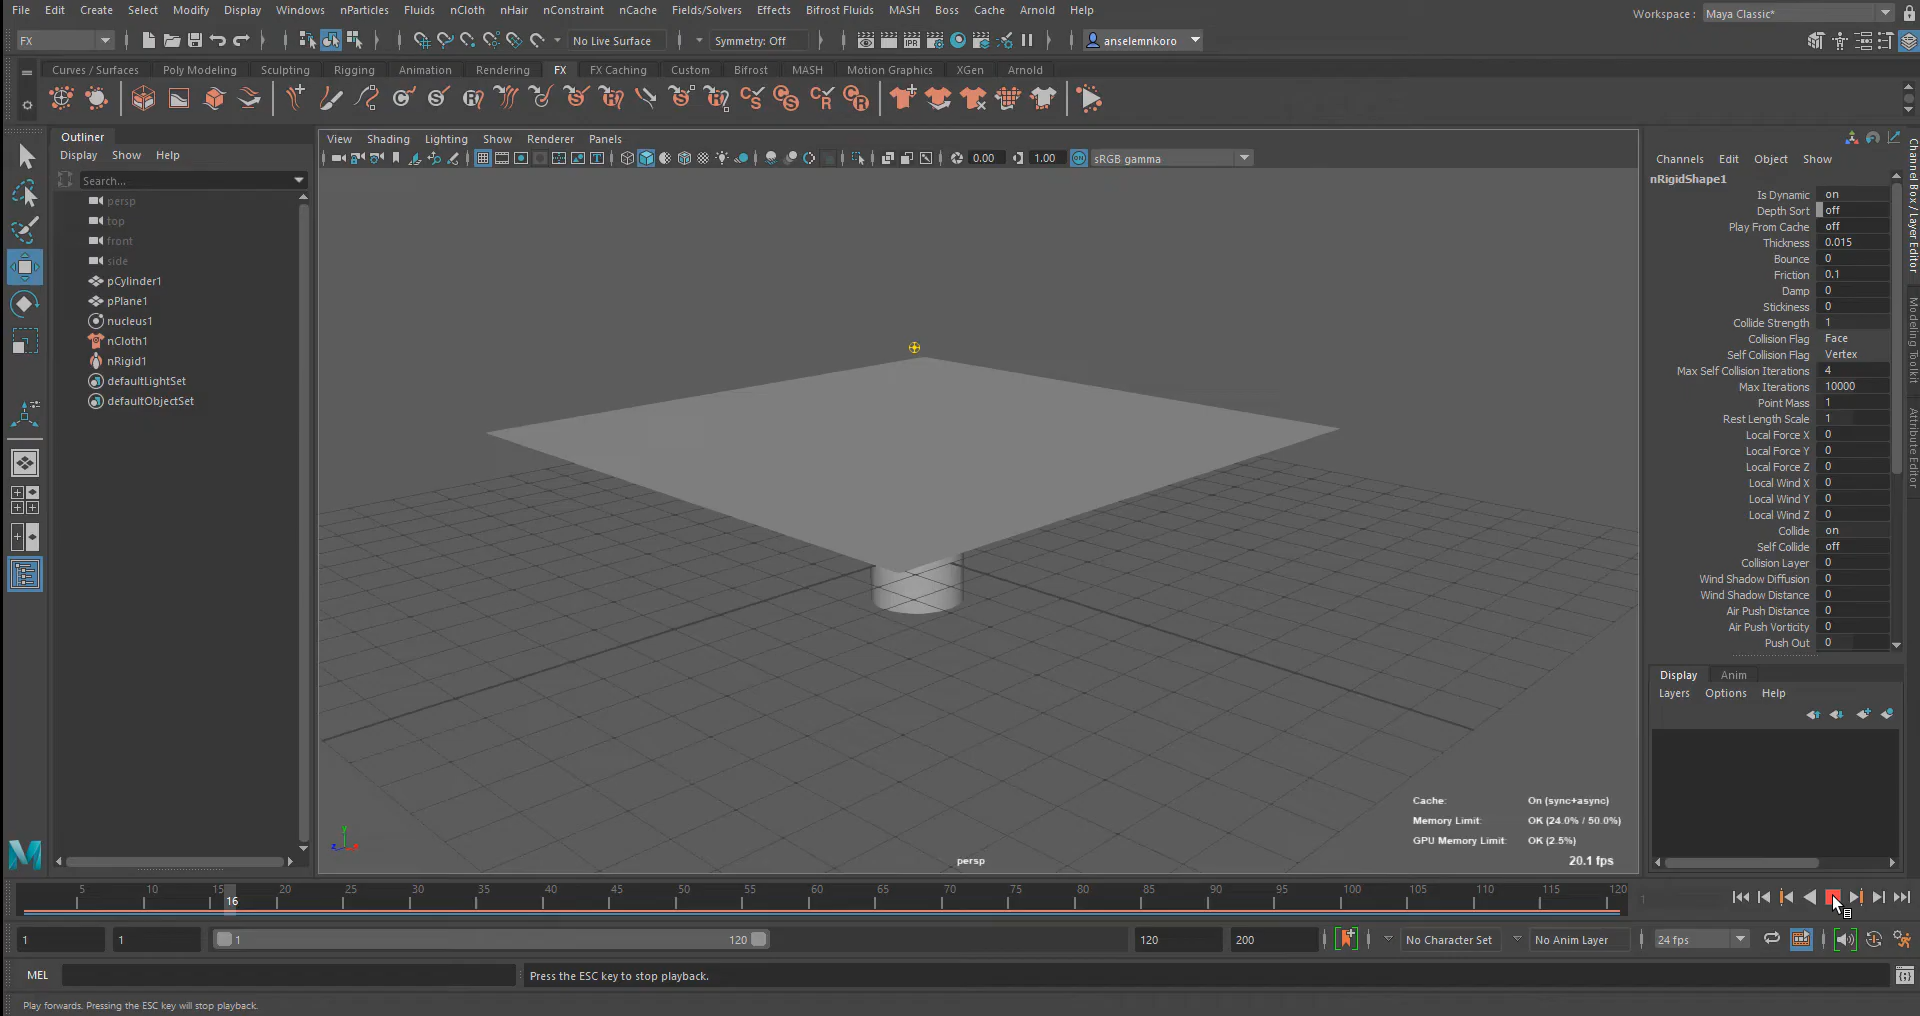 File Edit Create Select Modify Display Windows nParticles Fluids nCloth nHair nConstraint nCache Fields/Solvers Effects Bifrost Fluids MASH Boss Cache Arnold Help
Workspace : Maya Classic*
FX No Live Surface Symmetry: Off anselemnkoro
Curves / Surfaces Poly Modeling Sculpting Rigging Animation Rendering FX FX Caching Custom Bifrost MASH Motion Graphics XGen Arnold
Outliner
Display Show Help
Search...
persp
top
front
side
pCylinder1
pPlane1
nucleus1
nCloth1
nRigid1
defaultLightSet
defaultObjectSet
View Shading Lighting Show Renderer Panels
0.00 1.00 ON sRGB gamma
Cache: On (sync+async)
Memory Limit: OK (24.0% / 50.0%)
GPU Memory Limit: OK (2.5%)
persp
20.1 fps
y
z x
Channels Edit Object Show
nRigidShape1
Is Dynamic on
Depth Sort off
Play From Cache off
Thickness 0.015
Bounce 0
Friction 0.1
Damp 0
Stickiness 0
Collide Strength 1
Collision Flag Face
Self Collision Flag Vertex
Max Self Collision Iterations 4
Max Iterations 10000
Point Mass 1
Rest Length Scale 1
Local Force X 0
Local Force Y 0
Local Force Z 0
Local Wind X 0
Local Wind Y 0
Local Wind Z 0
Collide on
Self Collide off
Collision Layer 0
Wind Shadow Diffusion 0
Wind Shadow Distance 0
Air Push Distance 0
Air Push Vorticity 0
Push Out 0
Channel Box / Layer Editor
Modeling Toolkit
Attribute Editor
Display Anim
Layers Options Help
5 10 15 20 25 30 35 40 45 50 55 60 65 70 75 80 85 90 95 100 105 110 115 120
16
1
1 1 1 120 120 200 No Character Set No Anim Layer 24 fps
MEL Press the ESC key to stop playback.
Play forwards. Pressing the ESC key will stop playback.